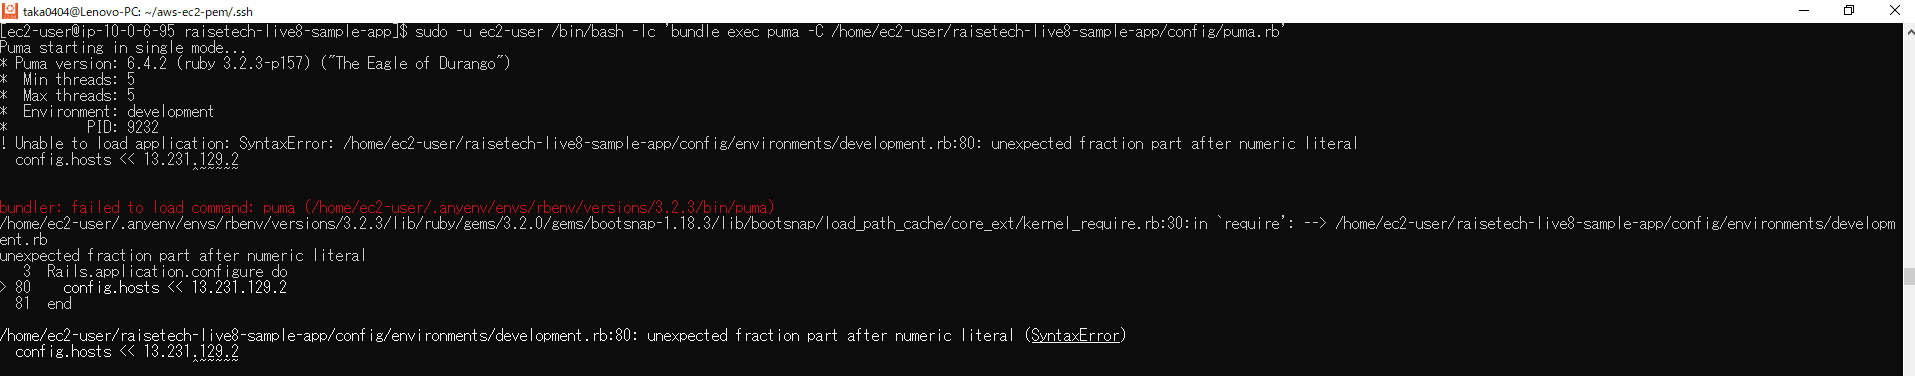 taka0404@Lenovo-PC: ~/aws-ec2-pem/.ssh
[ec2-user@ip-10-0-6-95 raisetech-live8-sample-app]$ sudo -u ec2-user /bin/bash -lc 'bundle exec puma -C /home/ec2-user/raisetech-live8-sample-app/config/puma.rb'
Puma starting in single mode...
* Puma version: 6.4.2 (ruby 3.2.3-p157) ("The Eagle of Durango")
*  Min threads: 5
*  Max threads: 5
*  Environment: development
*          PID: 9232
! Unable to load application: SyntaxError: /home/ec2-user/raisetech-live8-sample-app/config/environments/development.rb:80: unexpected fraction part after numeric literal
  config.hosts << 13.231.129.2
                        ^~~~~~
bundler: failed to load command: puma (/home/ec2-user/.anyenv/envs/rbenv/versions/3.2.3/bin/puma)
/home/ec2-user/.anyenv/envs/rbenv/versions/3.2.3/lib/ruby/gems/3.2.0/gems/bootsnap-1.18.3/lib/bootsnap/load_path_cache/core_ext/kernel_require.rb:30:in `require': --> /home/ec2-user/raisetech-live8-sample-app/config/environments/developm
ent.rb
unexpected fraction part after numeric literal
   3  Rails.application.configure do
> 80    config.hosts << 13.231.129.2
  81  end
/home/ec2-user/raisetech-live8-sample-app/config/environments/development.rb:80: unexpected fraction part after numeric literal (SyntaxError)
  config.hosts << 13.231.129.2
                        ^~~~~~